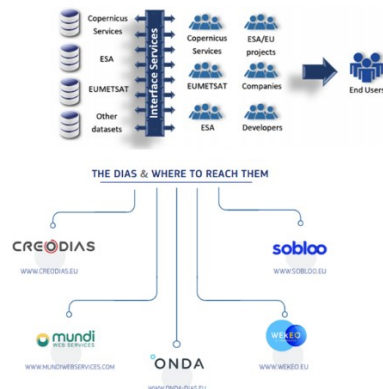 Copernicus
Services
ESA
EUMETSAT
Other
datasets
Interface Services
Copernicus
Services
ESA/EU
projects
EUMETSAT
Companies
ESA
Developers
End Users
THE DIAS & WHERE TO REACH THEM
CREODIAS
WWW.CREODIAS.EU
sobloo
WWW.SOBLOO.EU
mundi
WEB SERVICES
WWW.MUNDIWEBSERVICES.COM
ONDA
WWW.ONDA-DIAS.EU
WEkEO
WWW.WEKEO.EU